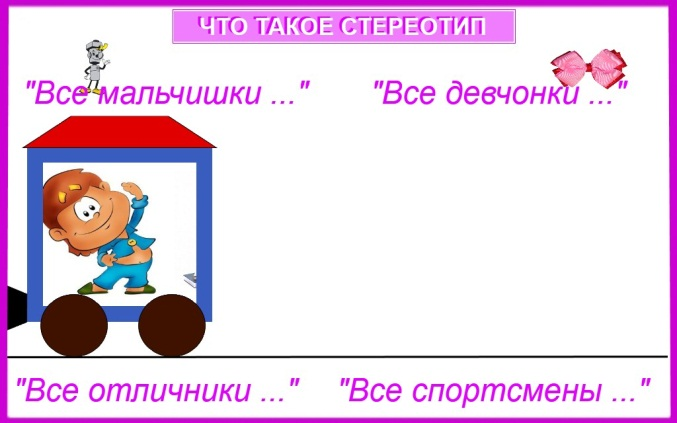 ЧТО ТАКОЕ СТЕРЕОТИП
"Все мальчишки ..."
"Все девчонки ..."
"Все отличники ..."
"Все спортсмены ..."